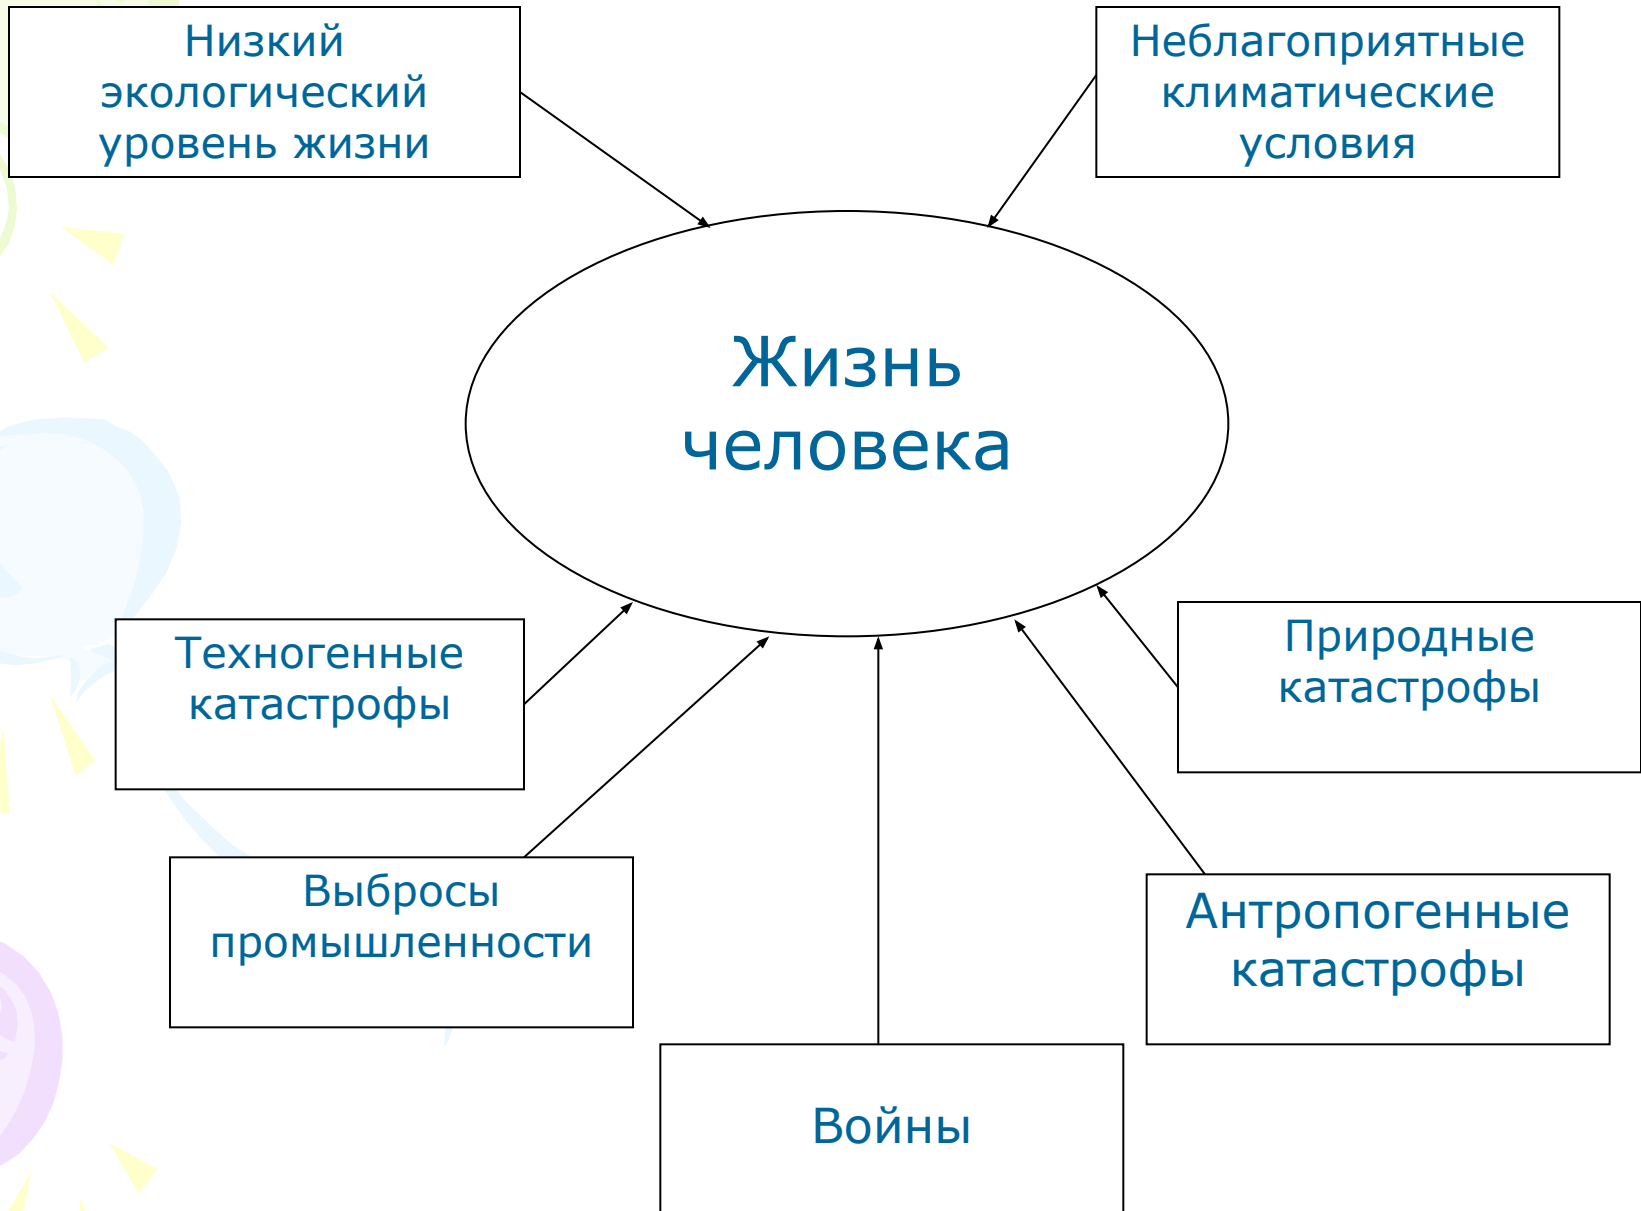 Низкий
экологический
уровень жизни
Неблагоприятные
климатические
условия
Жизнь
человека
Техногенные
катастрофы
Природные
катастрофы
Выбросы
промышленности
Антропогенные
катастрофы
Войны